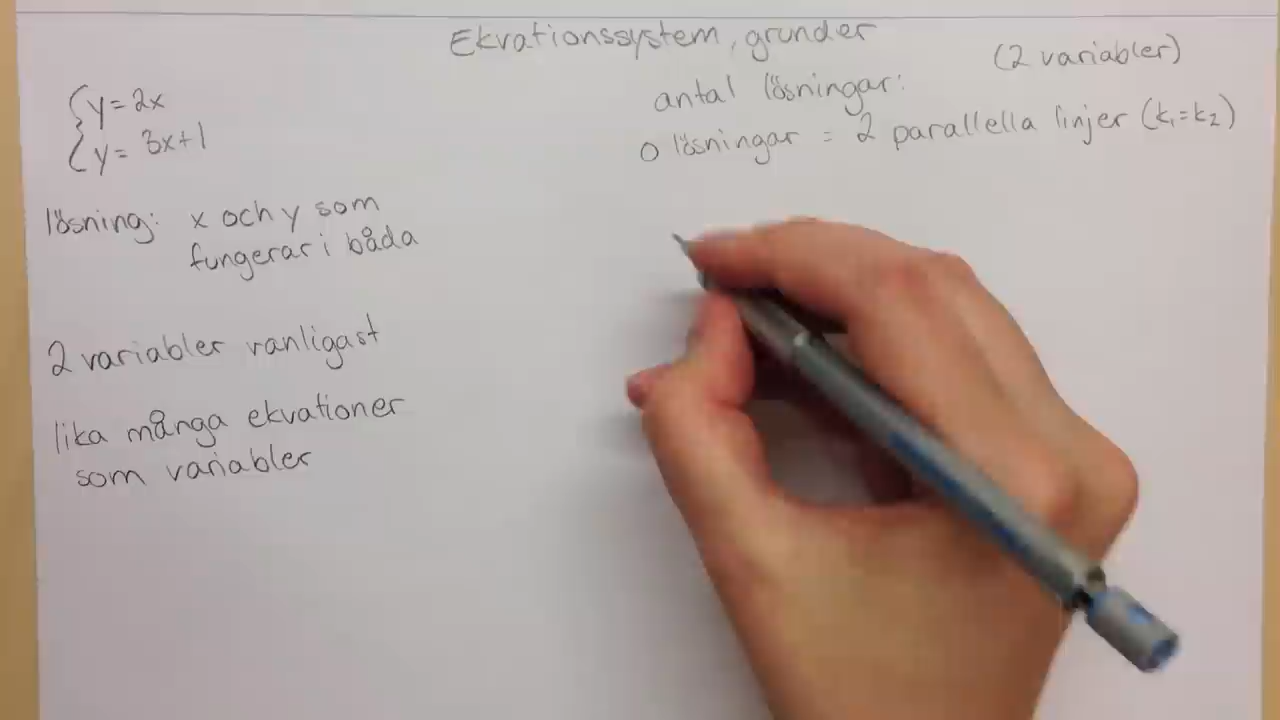 Ekvationssystem, grunder
{ y = 2x
{ y = 3x+1
lösning: x och y som
fungerar i båda
2 variabler vanligast
lika många ekvationer
som variabler
(2 variabler)
antal lösningar:
0 lösningar = 2 parallella linjer (k₁=k₂)